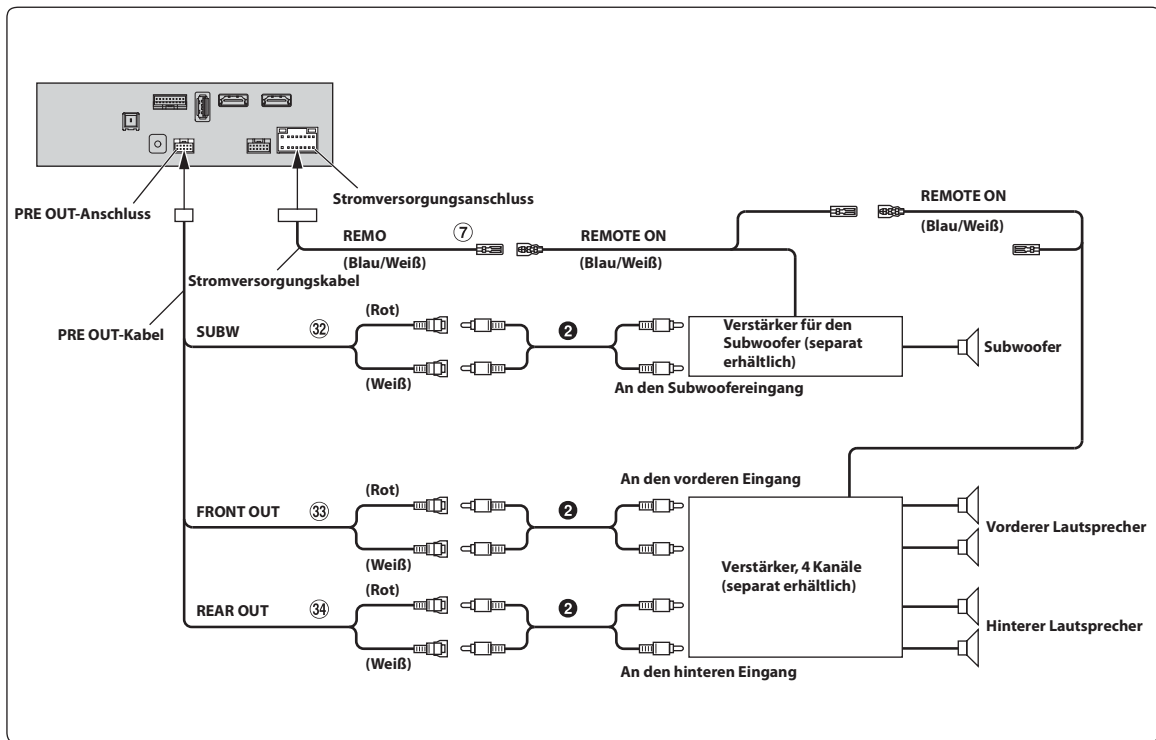 PRE OUT-Anschluss
Stromversorgungsanschluss
REMOTE ON
(Blau/Weiß)
REMO
⑦
(Blau/Weiß)
REMOTE ON
(Blau/Weiß)
Stromversorgungskabel
PRE OUT-Kabel
SUBW
㉜
(Rot)
(Weiß)
❷
Verstärker für den
Subwoofer (separat
erhältlich)
Subwoofer
An den Subwoofereingang
An den vorderen Eingang
FRONT OUT
㉝
(Rot)
(Weiß)
❷
Verstärker, 4 Kanäle
(separat erhältlich)
Vorderer Lautsprecher
REAR OUT
㉞
(Rot)
(Weiß)
❷
Hinterer Lautsprecher
An den hinteren Eingang